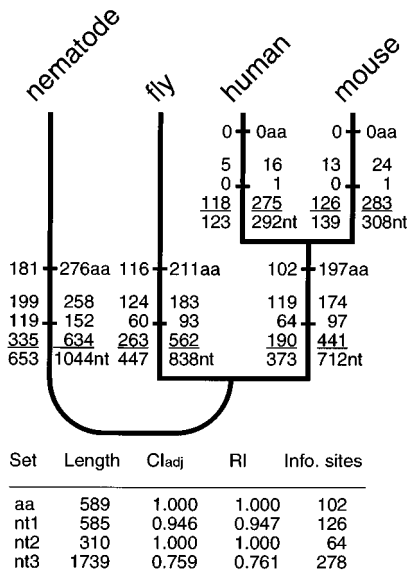 nematode fly human mouse
0 0aa 0 0aa
5 16 13 24
0 1 0 1
118 275 126 283
123 292nt 139 308nt
181 276aa 116 211aa 102 197aa
199 258 124 183 119 174
119 152 60 93 64 97
335 634 263 562 190 441
653 1044nt 447 838nt 373 712nt
Set Length CIadj RI Info. sites
aa 589 1.000 1.000 102
nt1 585 0.946 0.947 126
nt2 310 1.000 1.000 64
nt3 1739 0.759 0.761 278